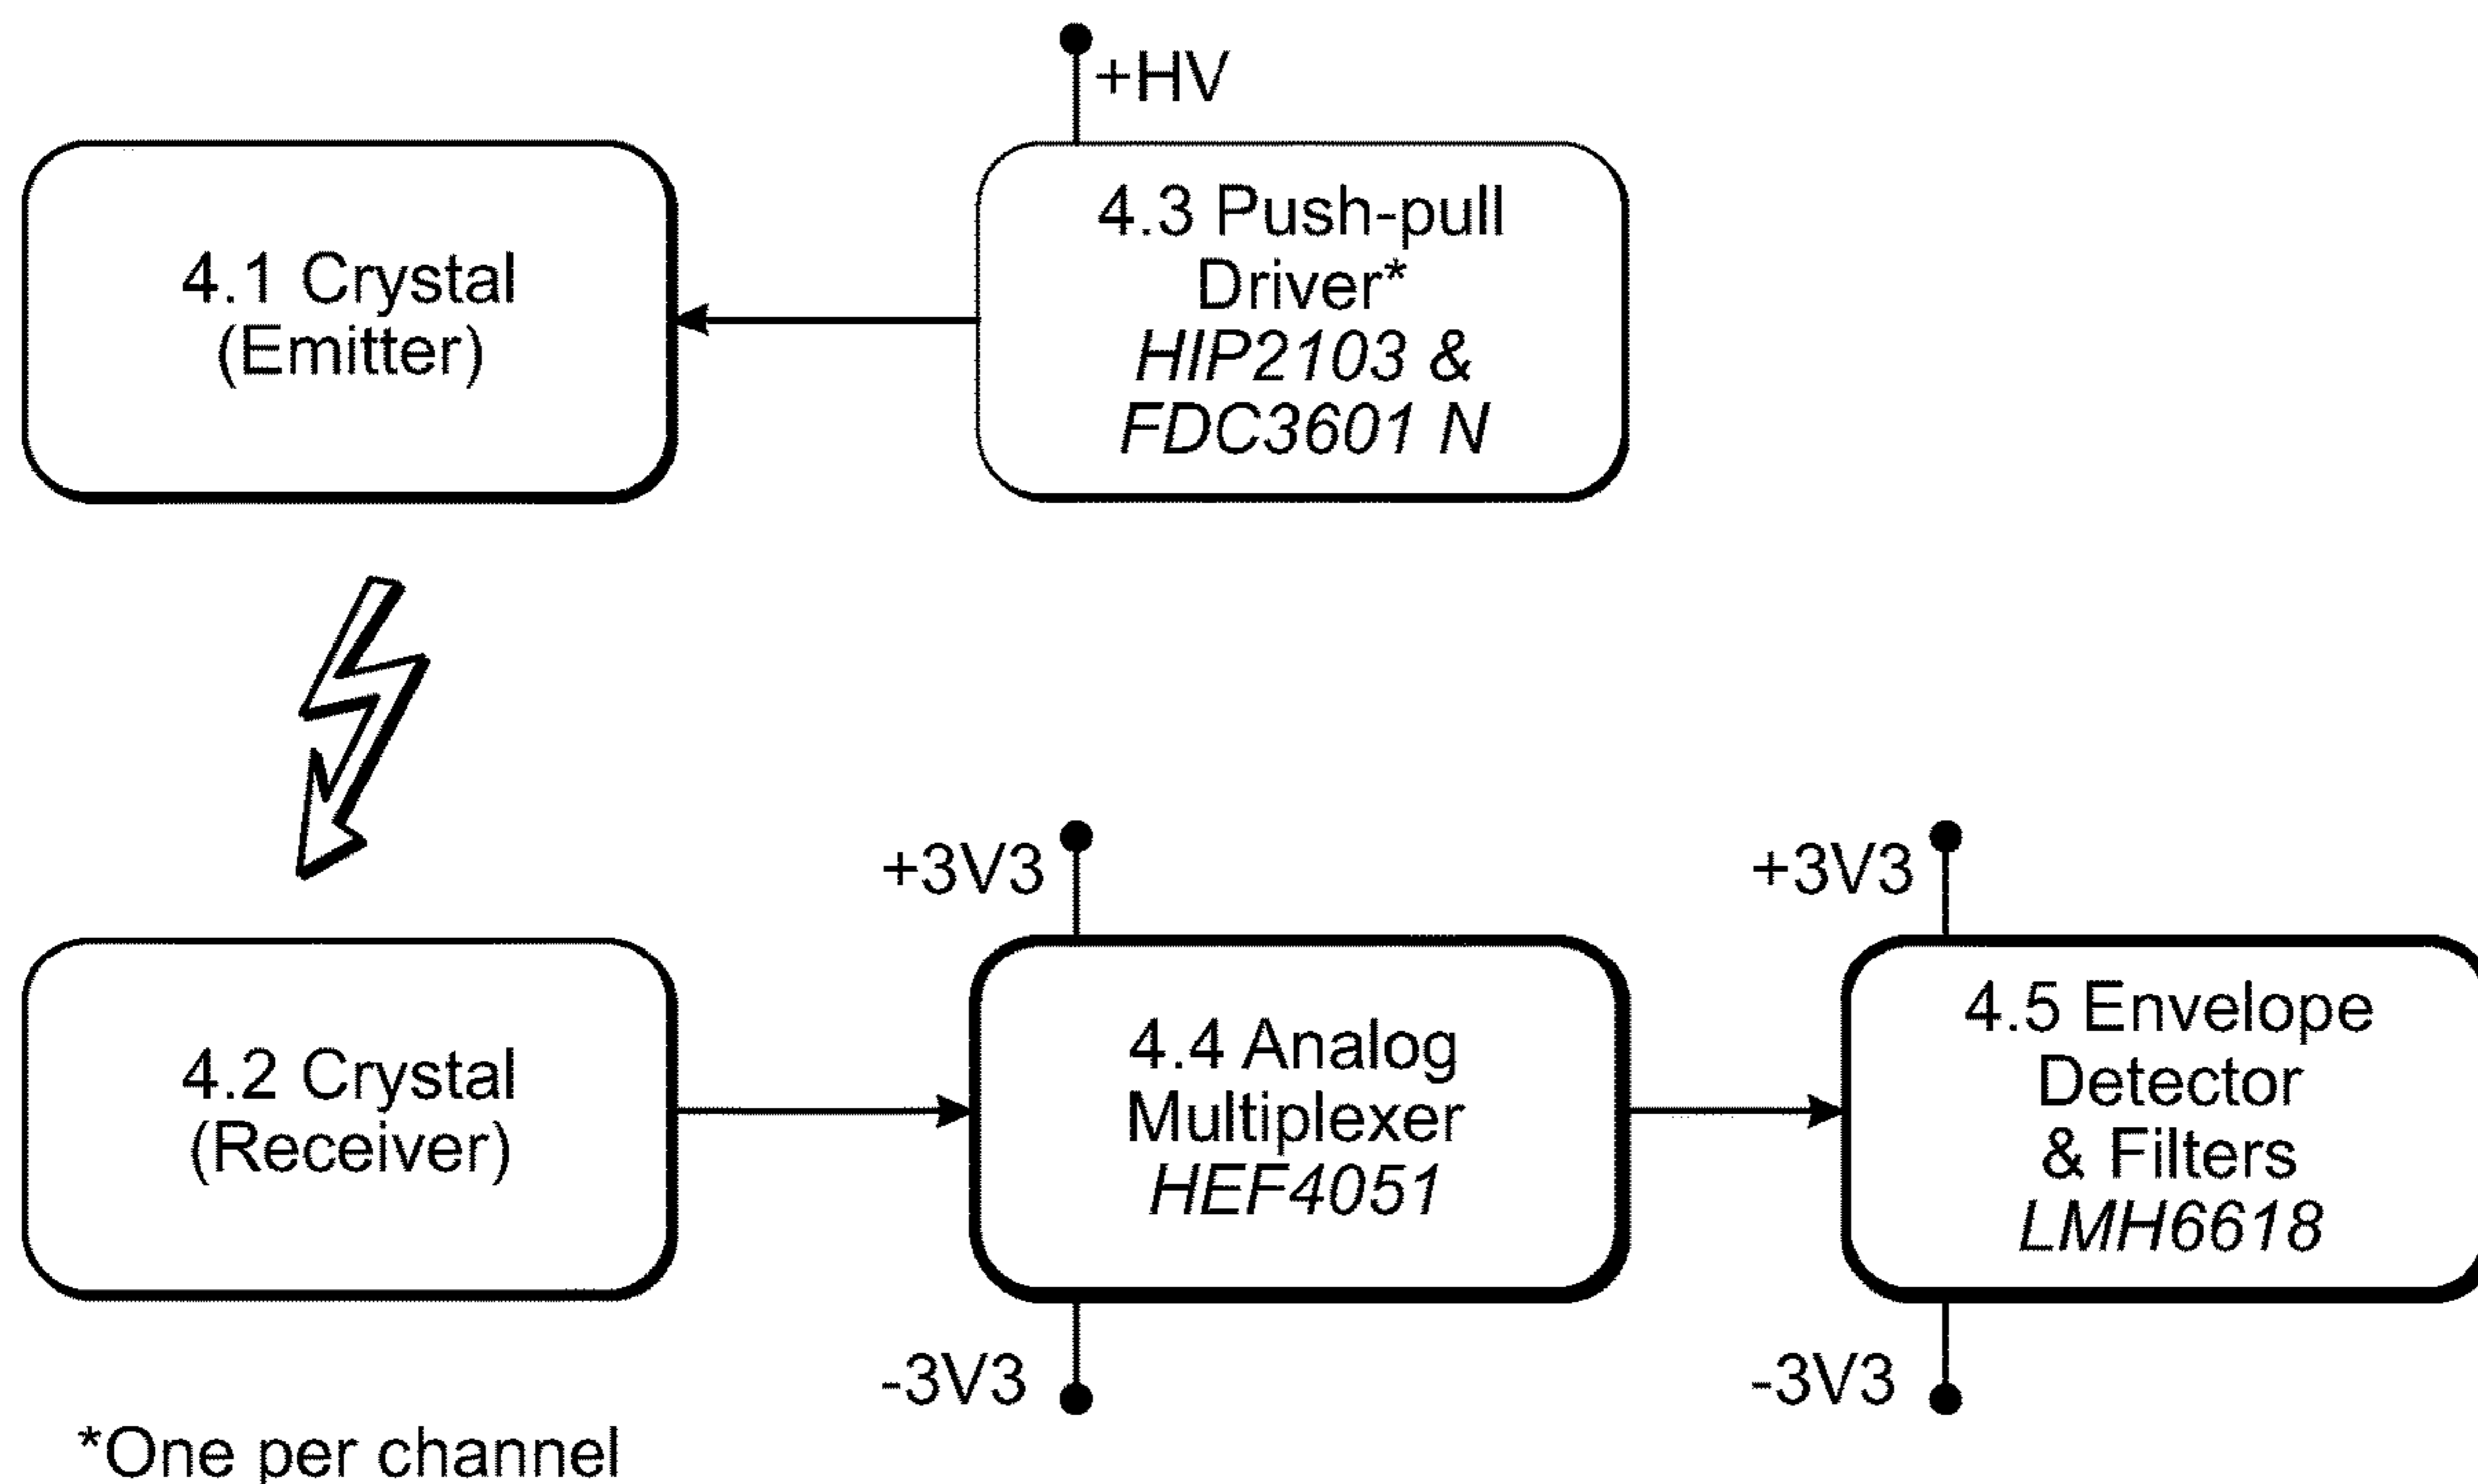 +HV
4.1 Crystal
(Emitter)
4.3 Push-pull
Driver*
HIP2103 &
FDC3601 N
+3V3
+3V3
4.2 Crystal
(Receiver)
4.4 Analog
Multiplexer
HEF4051
4.5 Envelope
Detector
& Filters
LMH6618
-3V3
-3V3
*One per channel